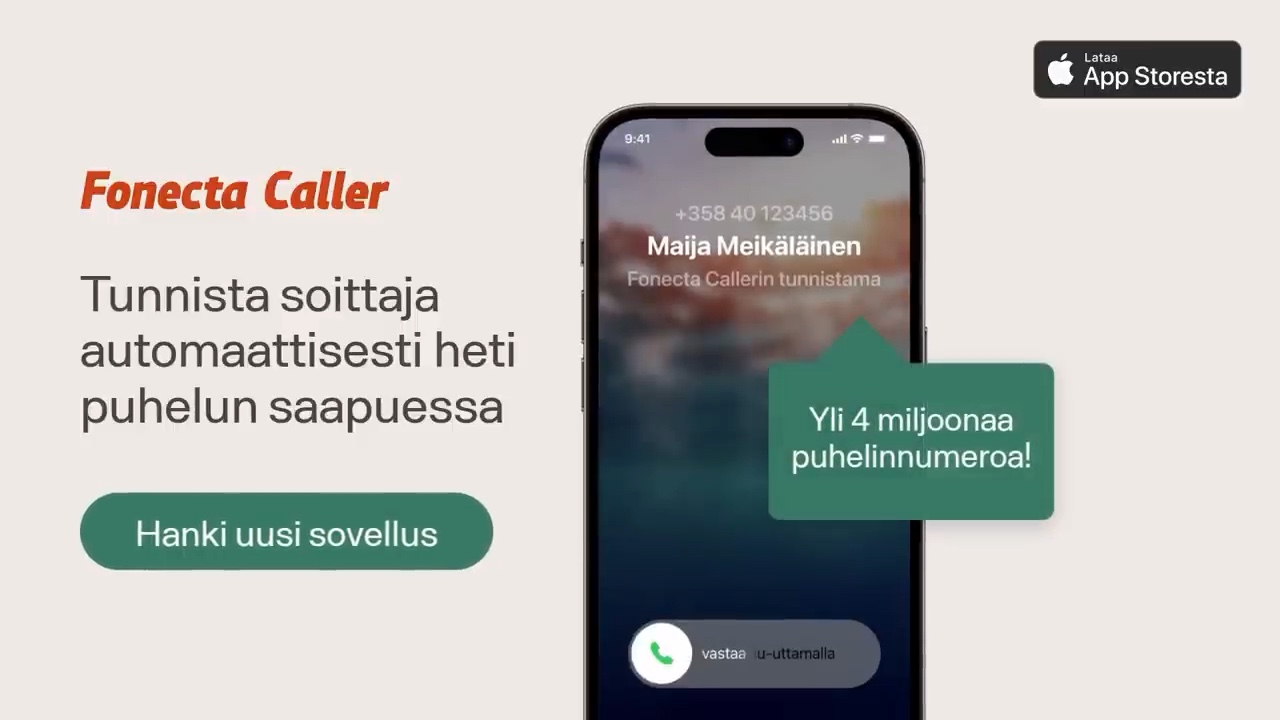 Lataa
App Storesta
Fonecta Caller
Tunnista soittaja
automaattisesti heti
puhelun saapuessa
Hanki uusi sovellus
9:41
+358 40 123456
Maija Meikäläinen
Fonecta Callerin tunnistama
Yli 4 miljoonaa
puhelinnumeroa!
vastaa